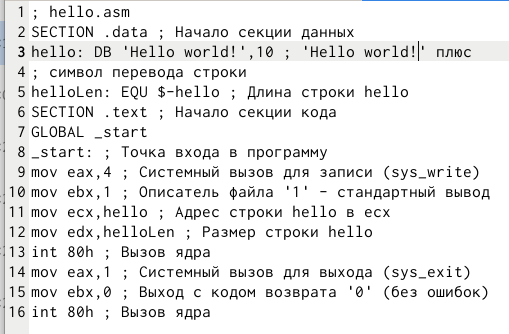 1 ; hello.asm
2 SECTION .data ; Начало секции данных
3 hello: DB 'Hello world!',10 ; 'Hello world!' плюс
4 ; символ перевода строки
5 helloLen: EQU $-hello ; Длина строки hello
6 SECTION .text ; Начало секции кода
7 GLOBAL _start
8 _start: ; Точка входа в программу
9 mov eax,4 ; Системный вызов для записи (sys_write)
10 mov ebx,1 ; Описатель файла '1' - стандартный вывод
11 mov ecx,hello ; Адрес строки hello в ecx
12 mov edx,helloLen ; Размер строки hello
13 int 80h ; Вызов ядра
14 mov eax,1 ; Системный вызов для выхода (sys_exit)
15 mov ebx,0 ; Выход с кодом возврата '0' (без ошибок)
16 int 80h ; Вызов ядра